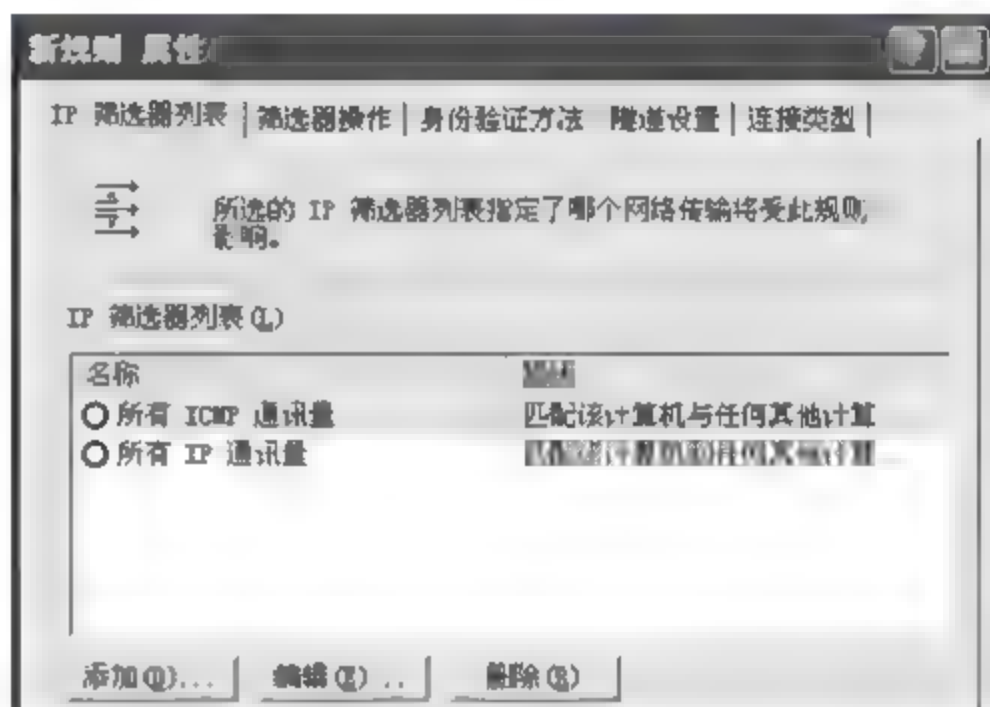 新规则 属性
IP 筛选器列表 筛选器操作 身份验证方法 隧道设置 连接类型
所选的 IP 筛选器列表指定了哪个网络传输将受此规则
影响。
IP 筛选器列表(L)
名称
所有 ICMP 通讯量 匹配该计算机与任何其他计算
所有 IP 通讯量
添加(D)... 编辑(E)... 删除(R)